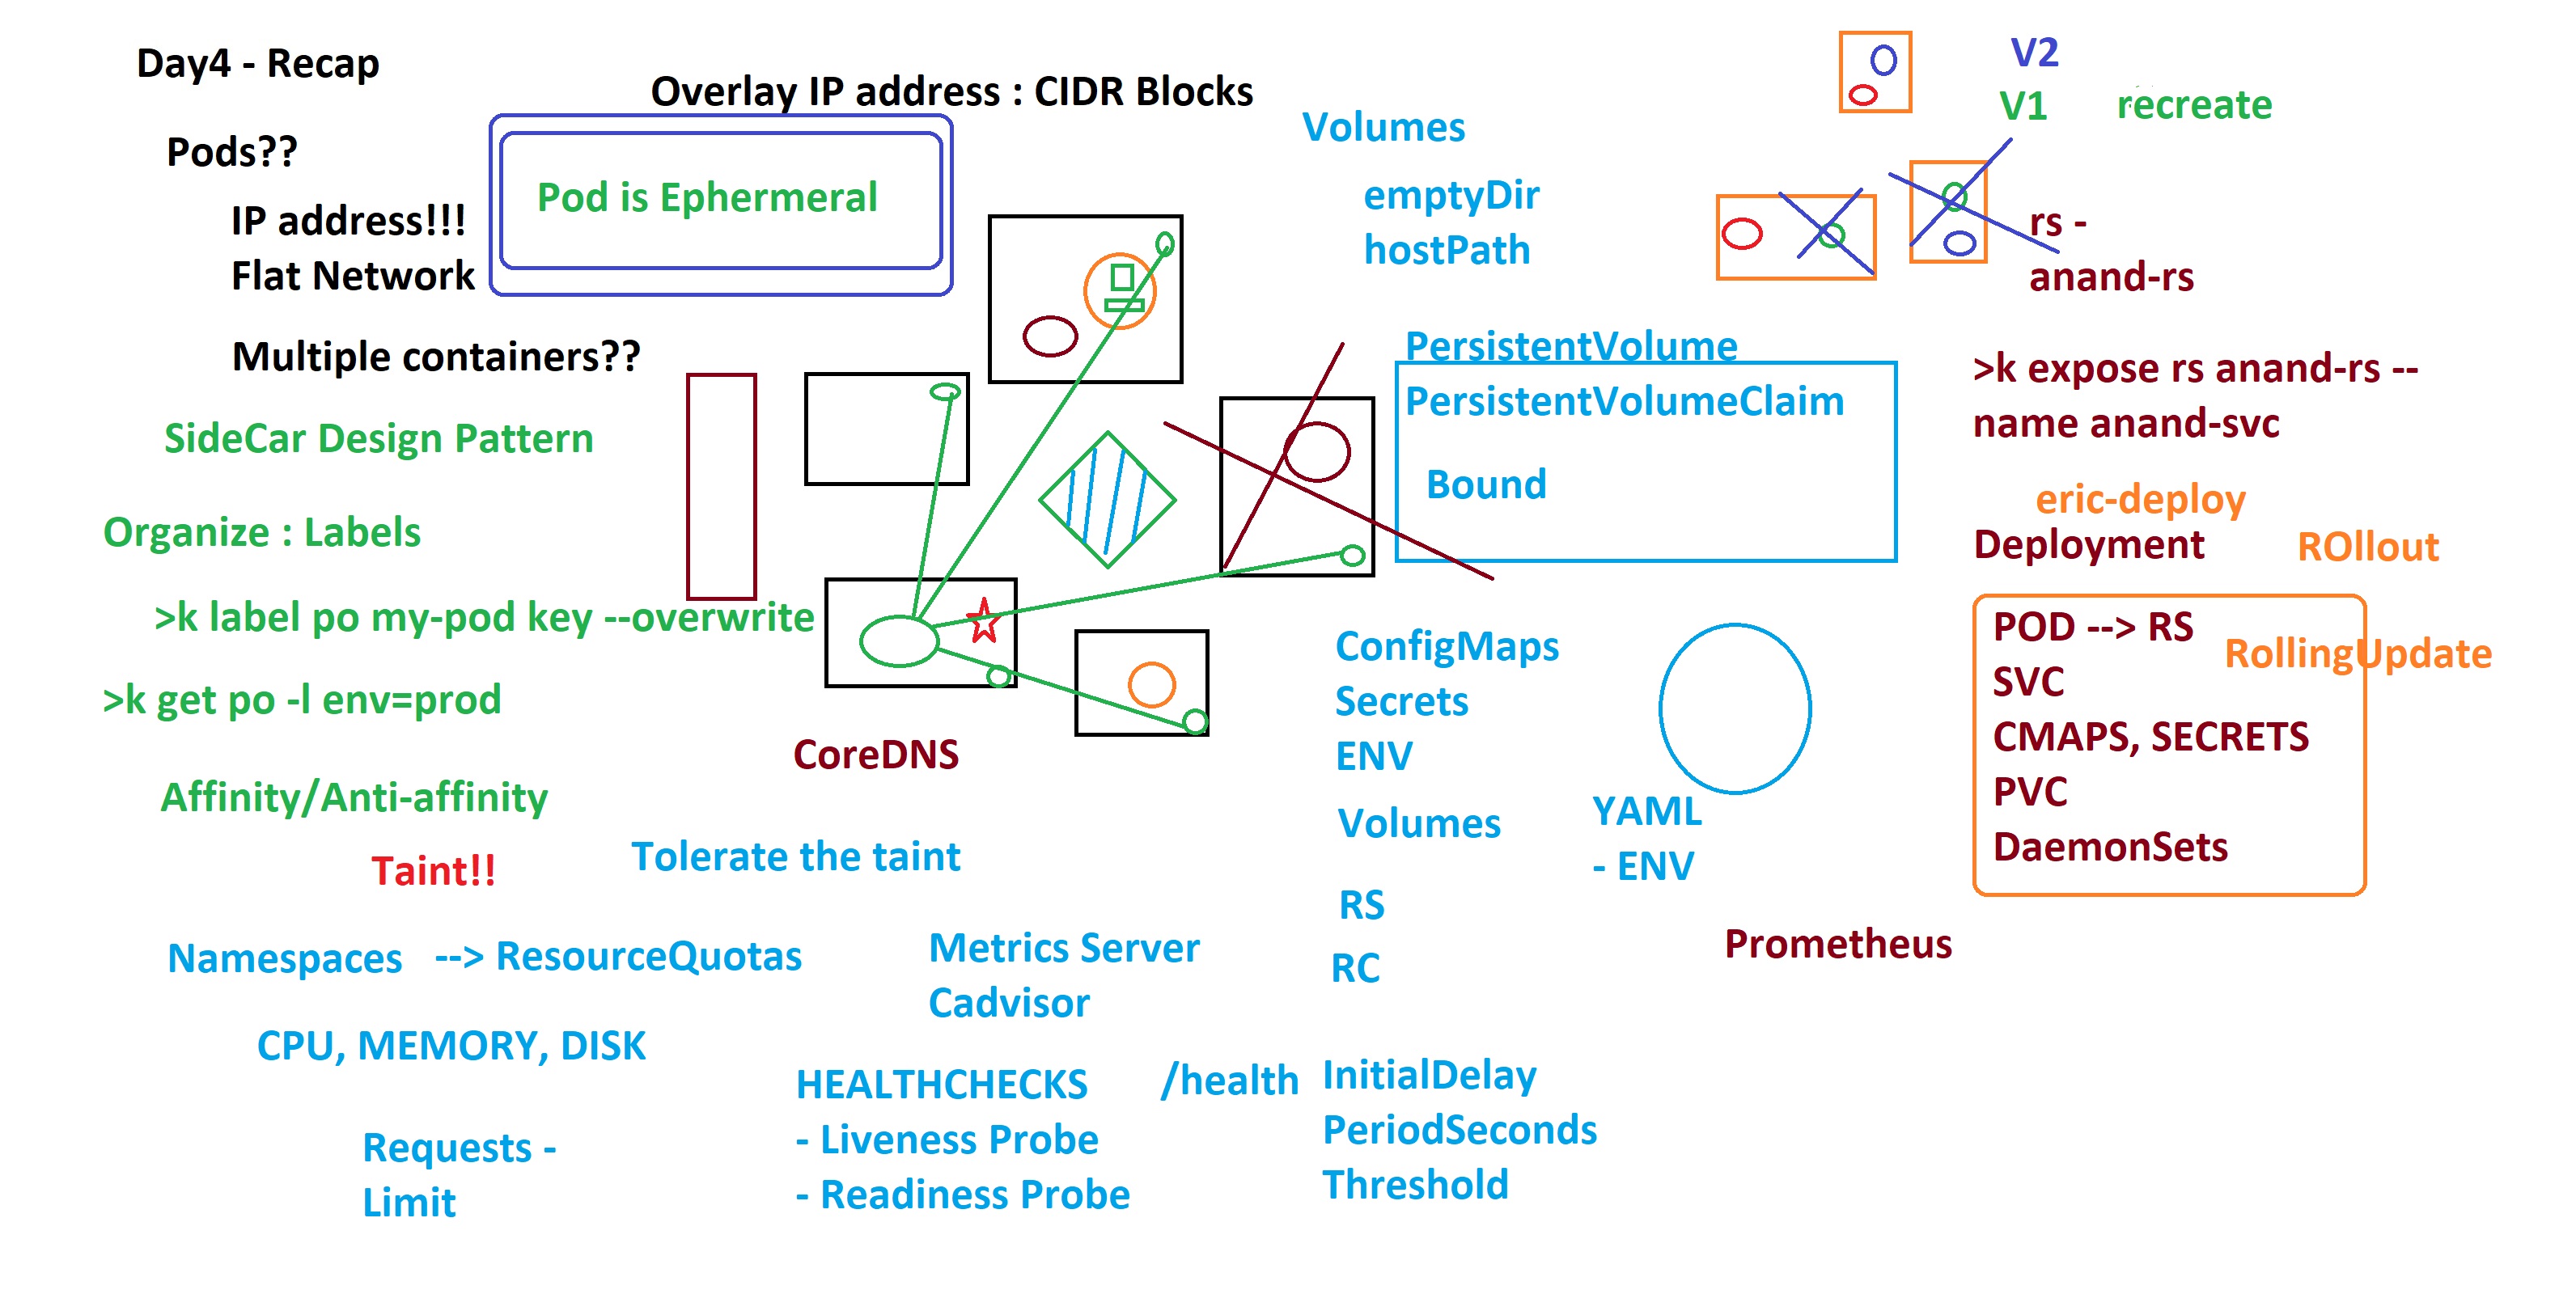 Day4 - Recap
Overlay IP address : CIDR Blocks
Pods??
IP address!!!
Flat Network
Pod is Ephermeral
Multiple containers??
SideCar Design Pattern
Organize : Labels
>k label po my-pod key --overwrite
>k get po -l env=prod
Affinity/Anti-affinity
Taint!!
Tolerate the taint
CoreDNS
Namespaces --> ResourceQuotas
CPU, MEMORY, DISK
Requests -
Limit
Metrics Server
Cadvisor
HEALTHCHECKS /health
- Liveness Probe
- Readiness Probe
InitialDelay
PeriodSeconds
Threshold
Volumes
emptyDir
hostPath
PersistentVolume
PersistentVolumeClaim
Bound
ConfigMaps
Secrets
ENV
Volumes
RS
RC
YAML
- ENV
Prometheus
V2
V1 recreate
rs -
anand-rs
>k expose rs anand-rs --
name anand-svc
eric-deploy
Deployment ROllout
POD --> RS
RollingUpdate
SVC
CMAPS, SECRETS
PVC
DaemonSets